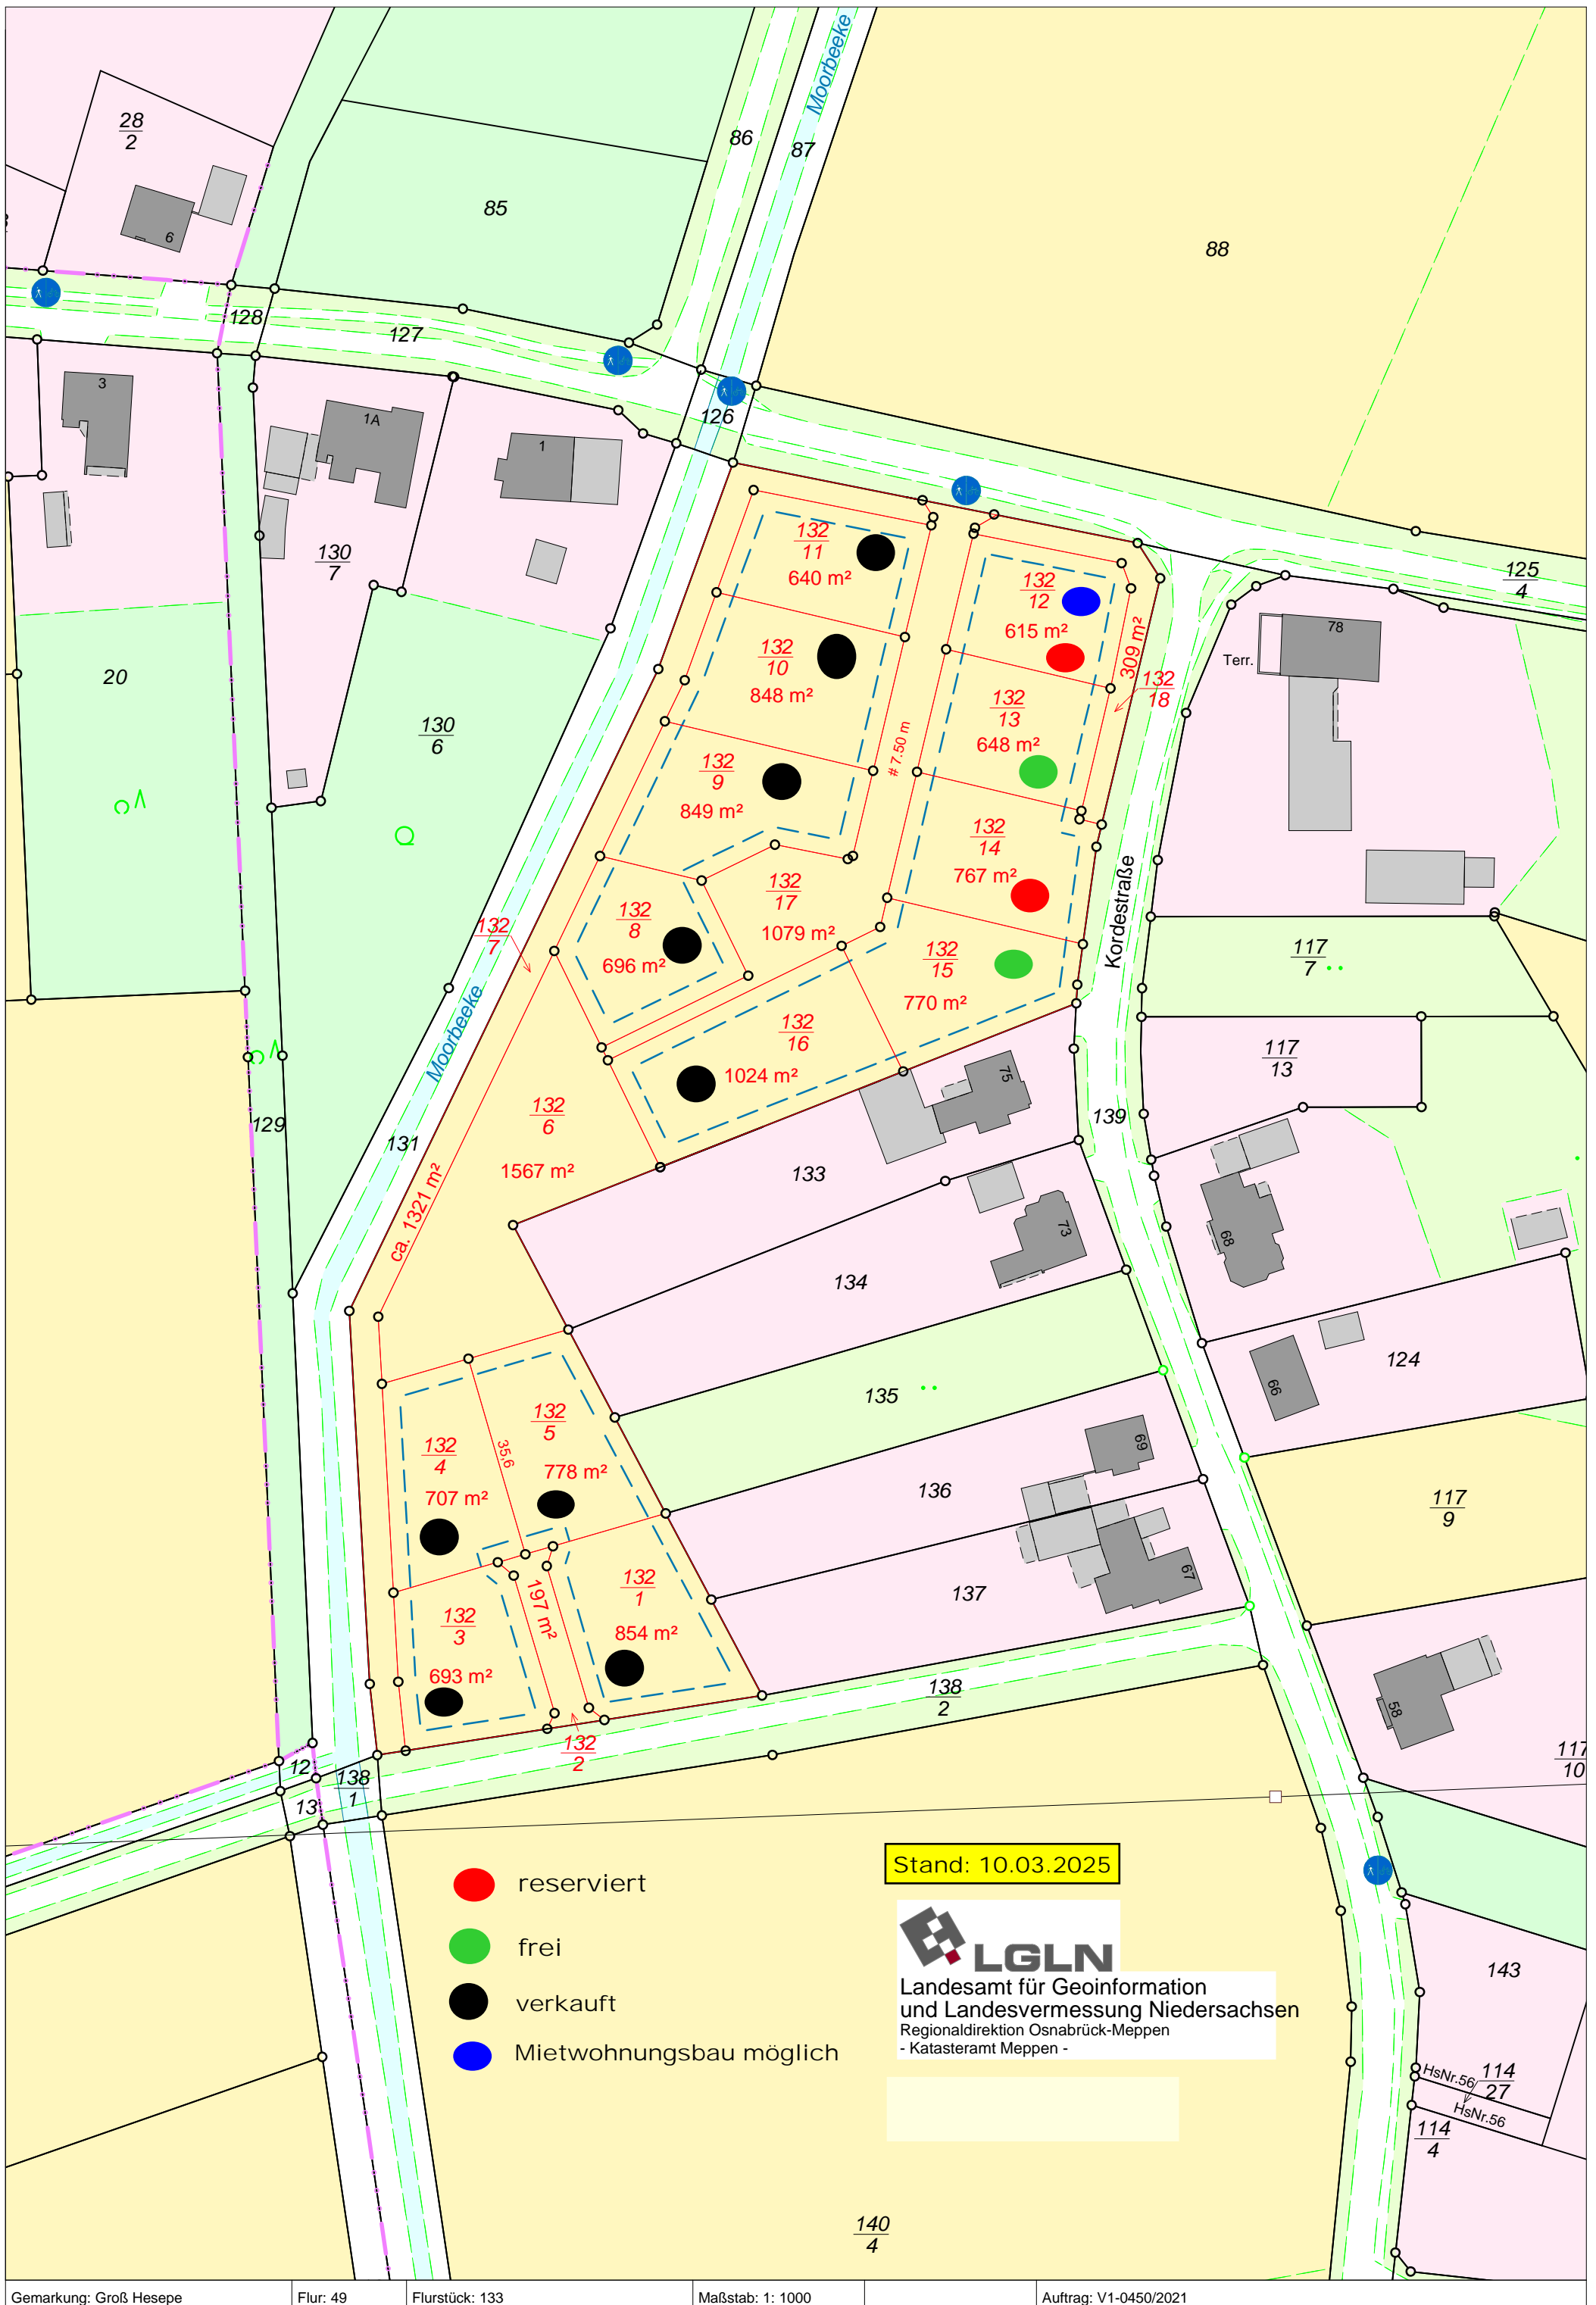 Moorbeeke
28
2
86
87
85
88
6
128
127
126
3
1A
1
130
7
132
11
640 m²
132
12
615 m²
125
4
78
Terr.
309 m²
132
10
848 m²
132
18
20
130
6
132
13
648 m²
# 7.50 m
132
9
849 m²
132
14
767 m²
Kordestraße
132
17
1079 m²
132
8
696 m²
132
7
132
15
770 m²
117
7
Moorbeeke
132
16
1024 m²
117
13
75
129
131
132
6
1567 m²
139
133
ca. 1321 m²
73
68
134
124
66
135
132
5
778 m²
35,6
132
4
707 m²
69
136
117
9
132
1
854 m²
197 m²
132
3
693 m²
137
67
138
2
58
132
2
117
10
12
138
1
13
Stand: 10.03.2025
reserviert
frei
verkauft
Mietwohnungsbau möglich
LGLN
Landesamt für Geoinformation
und Landesvermessung Niedersachsen
Regionaldirektion Osnabrück-Meppen
- Katasteramt Meppen -
143
HsNr.56
114
27
HsNr.56
114
4
140
4
Gemarkung: Groß Hesepe
Flur: 49
Flurstück: 133
Maßstab: 1: 1000
Auftrag: V1-0450/2021